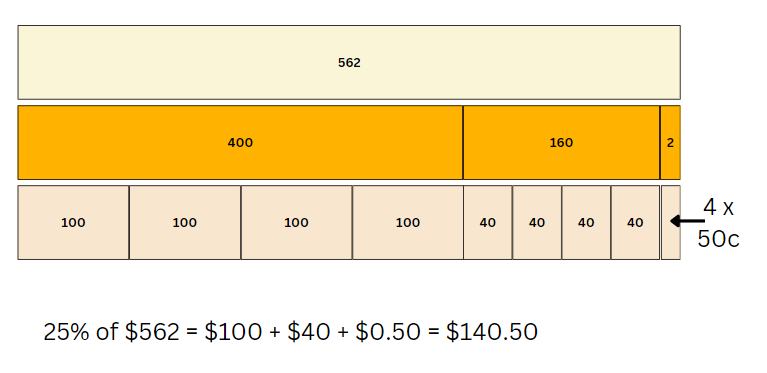 562
400 160 2
100 100 100 100 40 40 40 40 4 x
50c
25% of $562 = $100 + $40 + $0.50 = $140.50